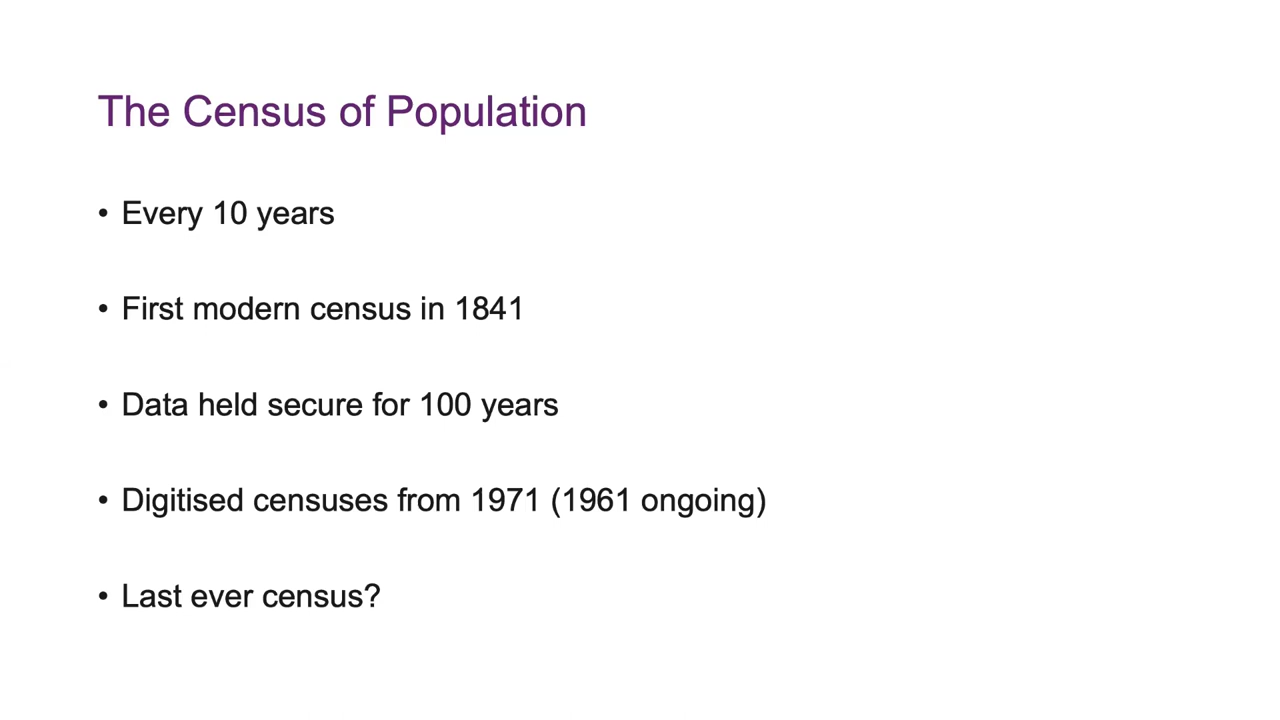 The Census of Population
• Every 10 years
• First modern census in 1841
• Data held secure for 100 years
• Digitised censuses from 1971 (1961 ongoing)
• Last ever census?